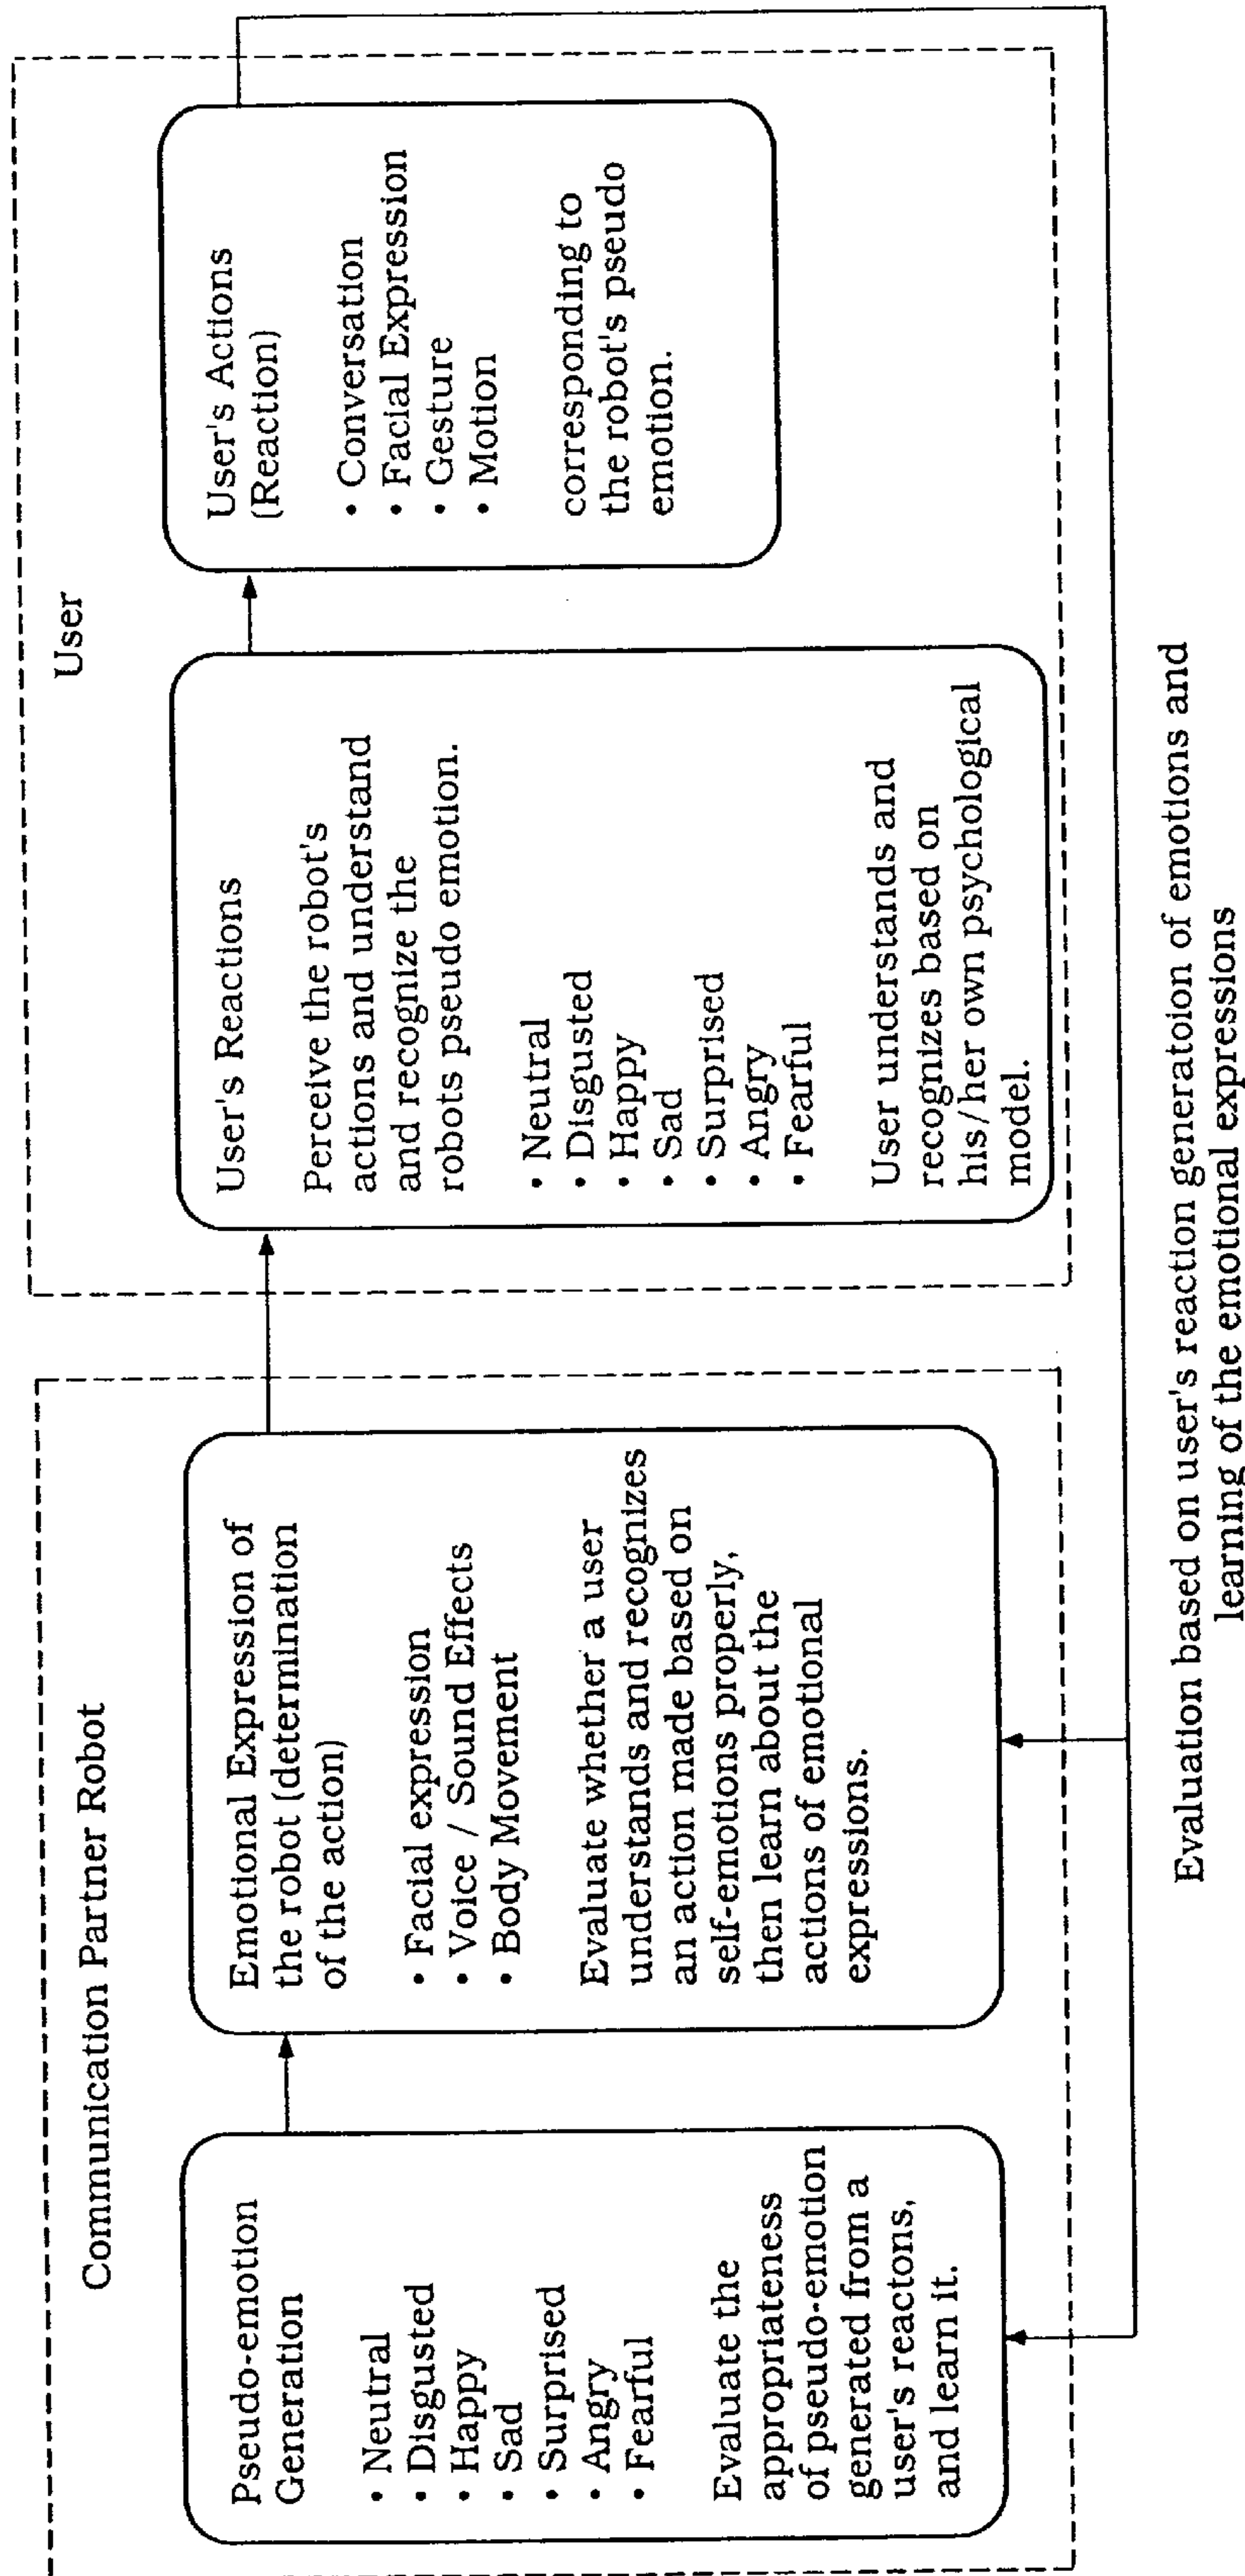 Communication Partner Robot
Pseudo-emotion
Generation
• Neutral
• Disgusted
• Happy
• Sad
• Surprised
• Angry
• Fearful
Evaluate the
appropriateness
of pseudo-emotion
generated from a
user's reactons,
and learn it.
Emotional Expression of
the robot (determination
of the action)
• Facial expression
• Voice / Sound Effects
• Body Movement
Evaluate whether a user
understands and recognizes
an action made based on
self-emotions properly,
then learn about the
actions of emotional
expressions.
User
User's Reactions
Perceive the robot's
actions and understand
and recognize the
robots pseudo emotion.
• Neutral
• Disgusted
• Happy
• Sad
• Surprised
• Angry
• Fearful
User understands and
recognizes based on
his/her own psychological
model.
User's Actions
(Reaction)
• Conversation
• Facial Expression
• Gesture
• Motion
corresponding to
the robot's pseudo
emotion.
Evaluation based on user's reaction generatoion of emotions and
learning of the emotional expressions